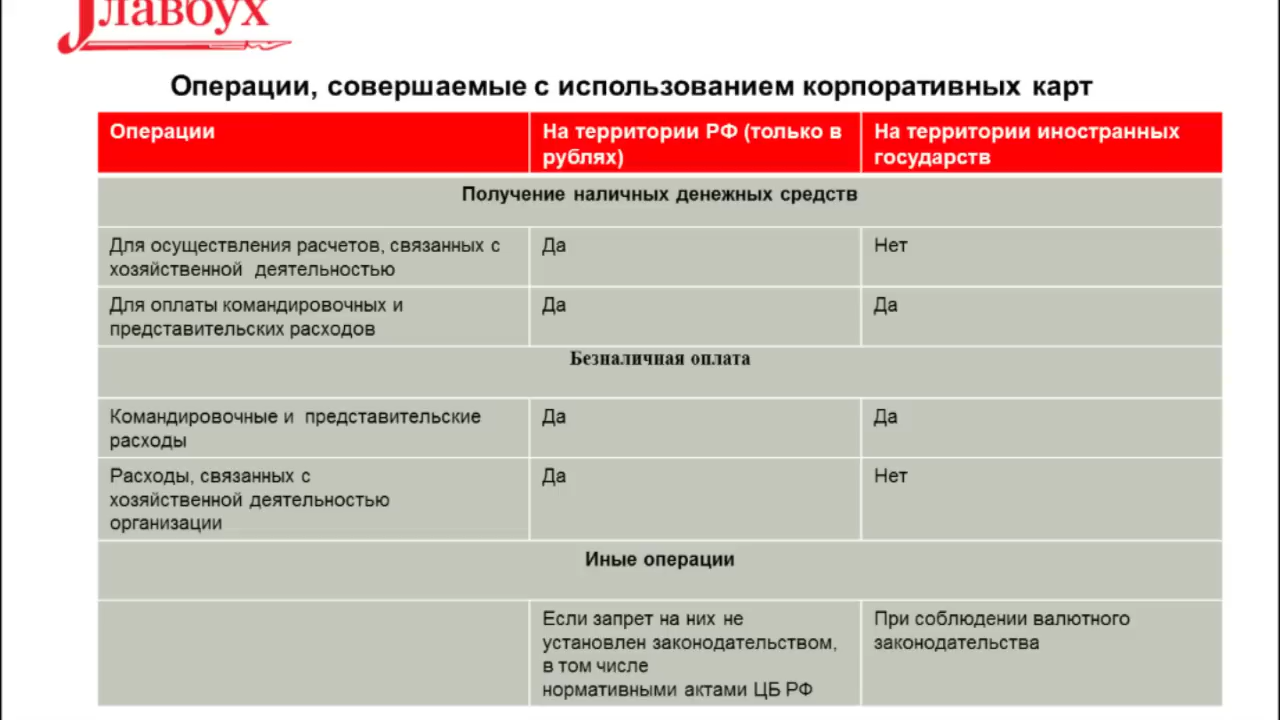 Главбух
Операции, совершаемые с использованием корпоративных карт
Операции
На территории РФ (только в
рублях)
На территории иностранных
государств
Получение наличных денежных средств
Для осуществления расчетов, связанных с
хозяйственной деятельностью
Да
Нет
Для оплаты командировочных и
представительских расходов
Да
Да
Безналичная оплата
Командировочные и представительские
расходы
Да
Да
Расходы, связанных с
хозяйственной деятельностью
организации
Да
Нет
Иные операции
Если запрет на них не
установлен законодательством,
в том числе
нормативными актами ЦБ РФ
При соблюдении валютного
законодательства